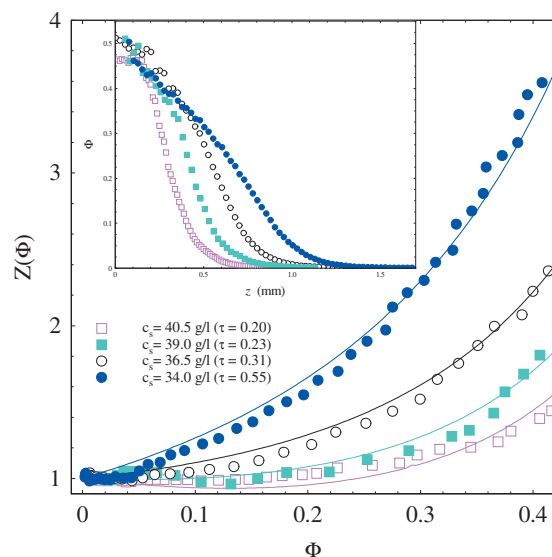 4
3
2
1
Z(Φ)
0.5
0.4
0.3
0.2
0.1
0
Φ
0
0.5
1.0
1.5
z (mm)
c_s= 40.5 g/l (τ = 0.20)
c_s= 39.0 g/l (τ = 0.23)
c_s= 36.5 g/l (τ = 0.31)
c_s= 34.0 g/l (τ = 0.55)
0
0.1
0.2
0.3
0.4
Φ